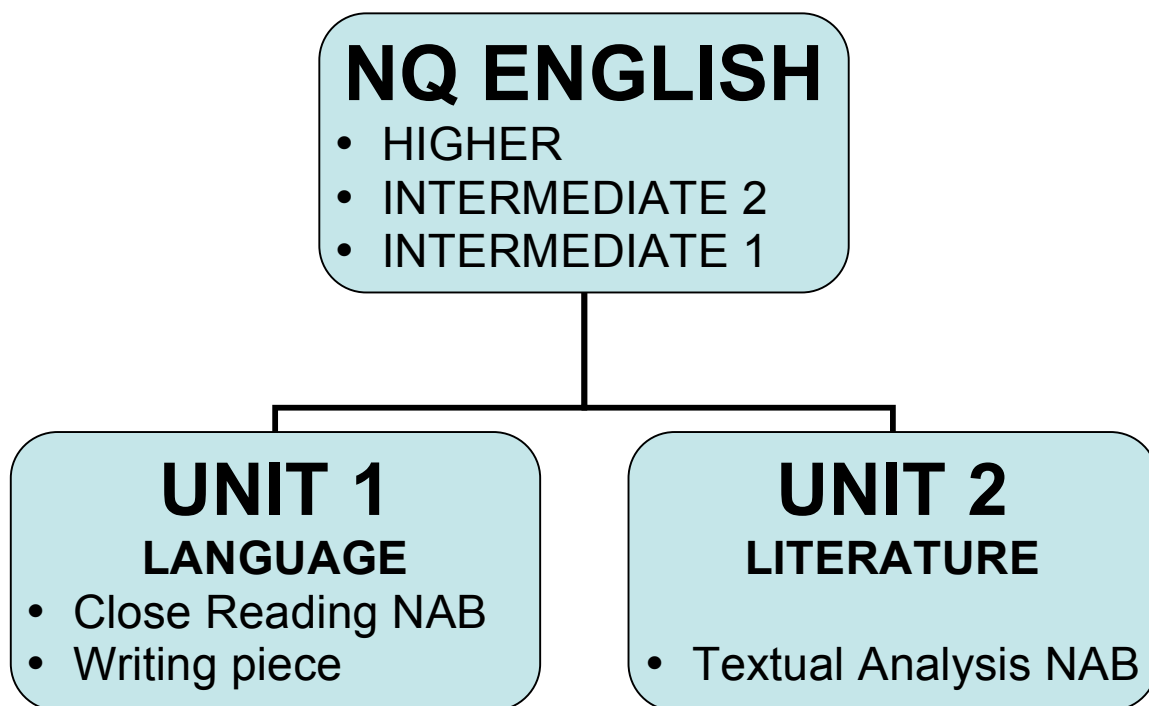 NQ ENGLISH
• HIGHER
• INTERMEDIATE 2
• INTERMEDIATE 1
UNIT 1
LANGUAGE
• Close Reading NAB
• Writing piece
UNIT 2
LITERATURE
• Textual Analysis NAB